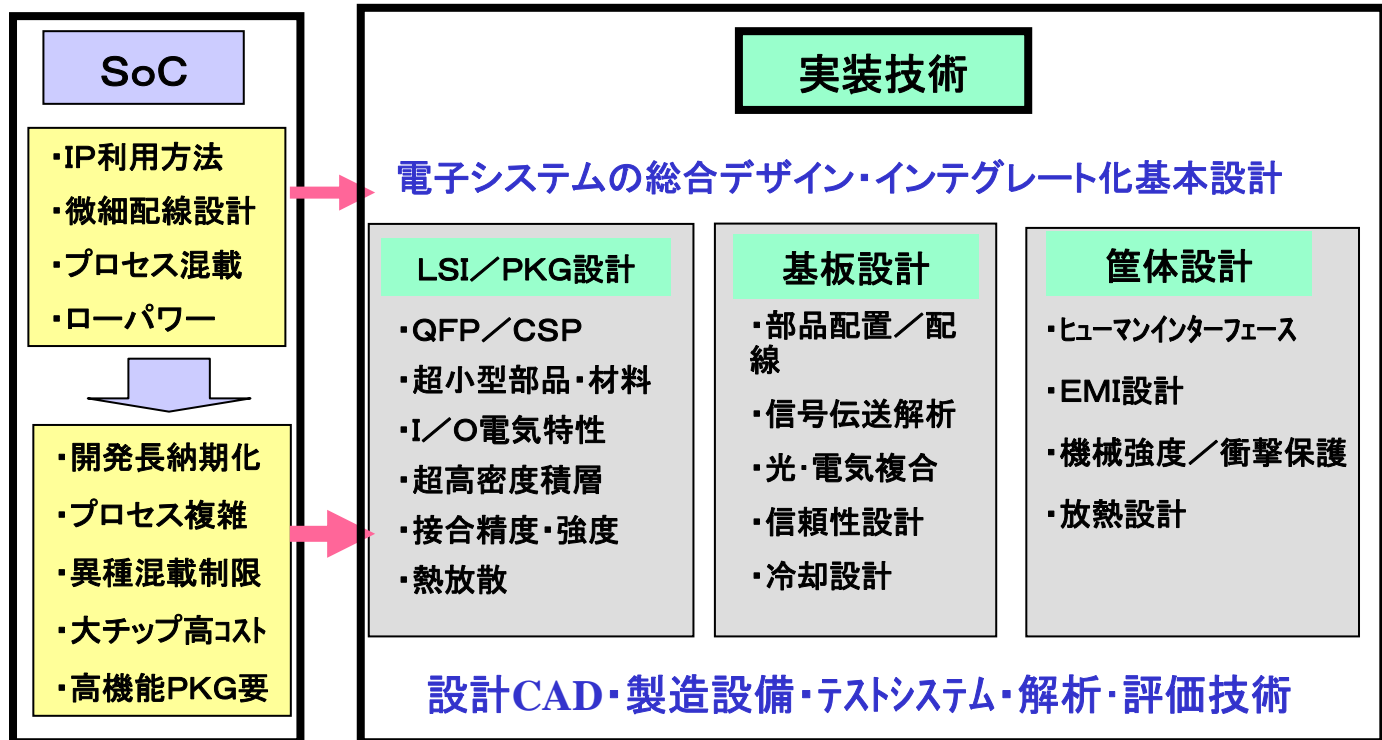 SoC
・IP利用方法
・微細配線設計
・プロセス混載
・ローパワー
・開発長納期化
・プロセス複雑
・異種混載制限
・大チップ高コスト
・高機能PKG要
実装技術
電子システムの総合デザイン・インテグレート化基本設計
LSI/PKG設計
・QFP/CSP
・超小型部品・材料
・I/O電気特性
・超高密度積層
・接合精度・強度
・熱放散
基板設計
・部品配置/配
線
・信号伝送解析
・光・電気複合
・信頼性設計
・冷却設計
筐体設計
・ヒューマンインターフェース
・EMI設計
・機械強度/衝撃保護
・放熱設計
設計CAD・製造設備・テストシステム・解析・評価技術